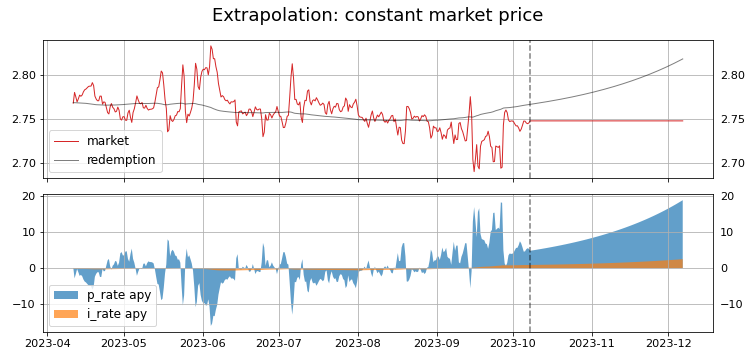 Extrapolation: constant market price
2.80
2.75
2.70
2.80
2.75
2.70
market
redemption
20
10
0
−10
20
10
0
−10
p_rate apy
i_rate apy
2023-04 2023-05 2023-06 2023-07 2023-08 2023-09 2023-10 2023-11 2023-12